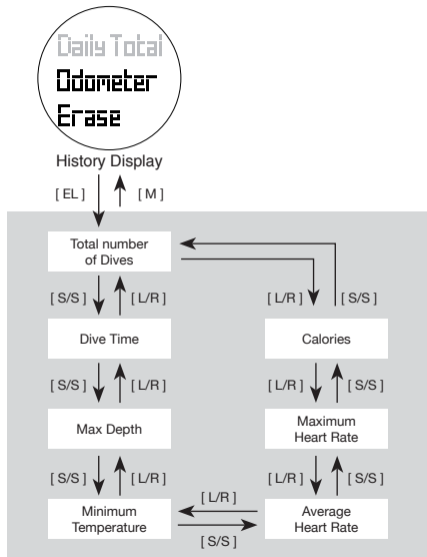 Daily Total
Odometer
Erase
History Display
[ EL ]
[ M ]
Total number
of Dives
[ S/S ]
[ L/R ]
[ L/R ]
[ S/S ]
Dive Time
Calories
[ S/S ]
[ L/R ]
[ L/R ]
[ S/S ]
Max Depth
Maximum
Heart Rate
[ S/S ]
[ L/R ]
[ L/R ]
[ L/R ]
[ S/S ]
Minimum
Temperature
Average
Heart Rate
[ S/S ]